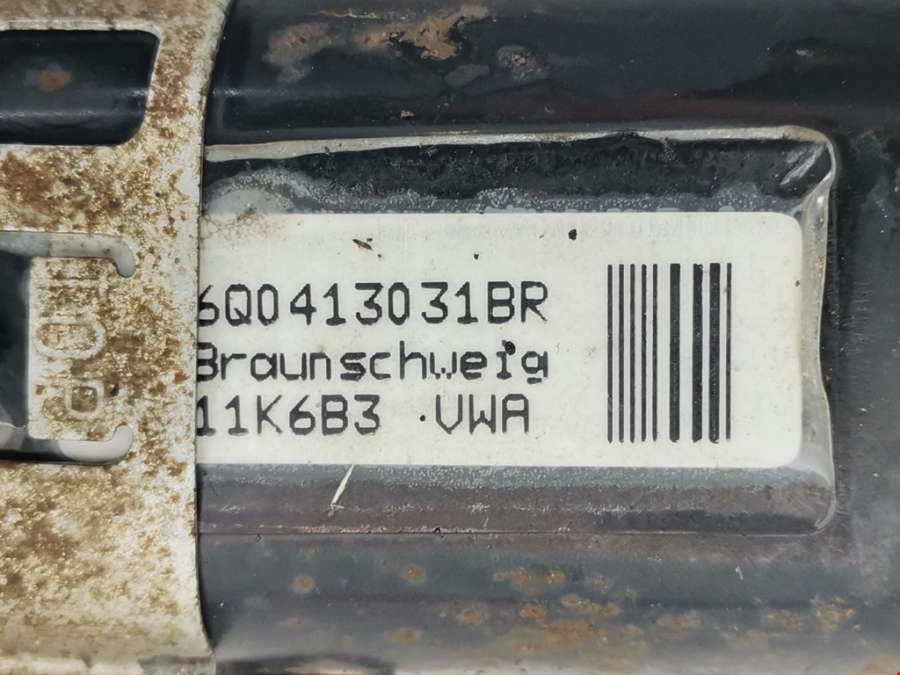 6Q0413031BR
Braunschweig
11K6B3 .VWA